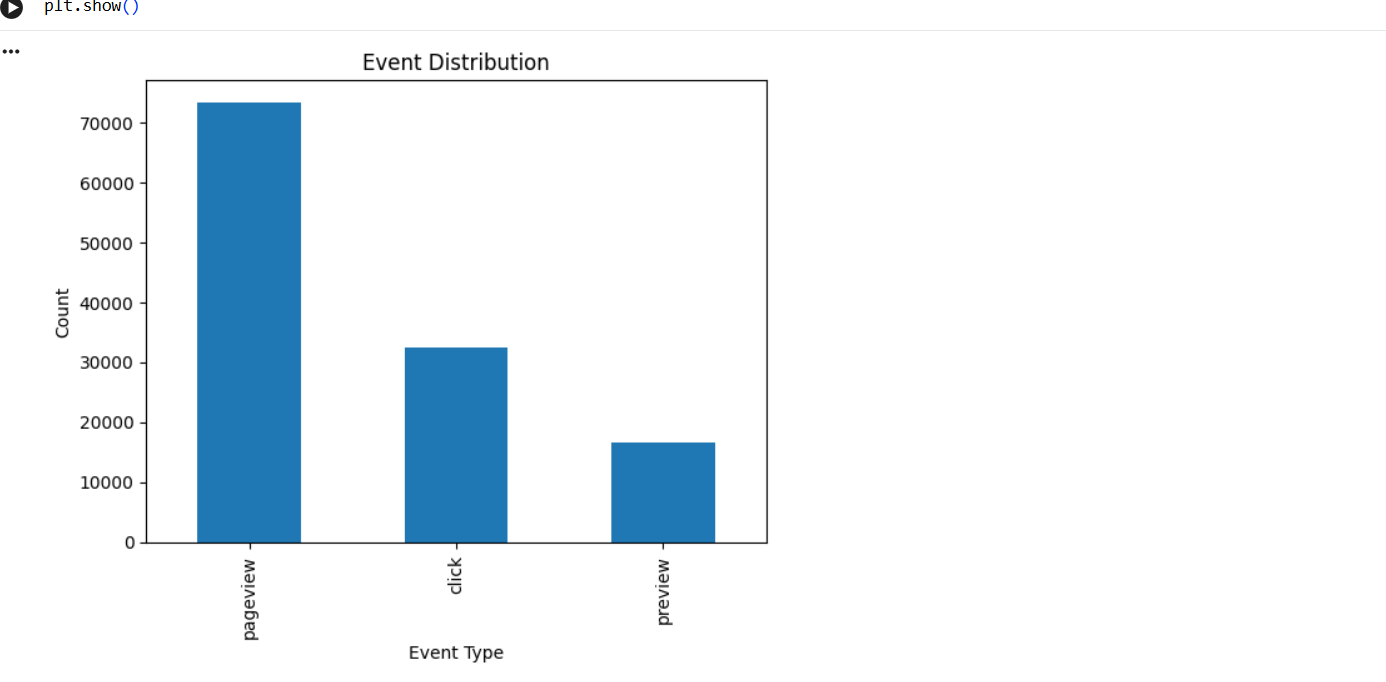 plt.show()
...
Event Distribution
70000
60000
50000
40000
30000
20000
10000
0
Count
pageview
click
preview
Event Type